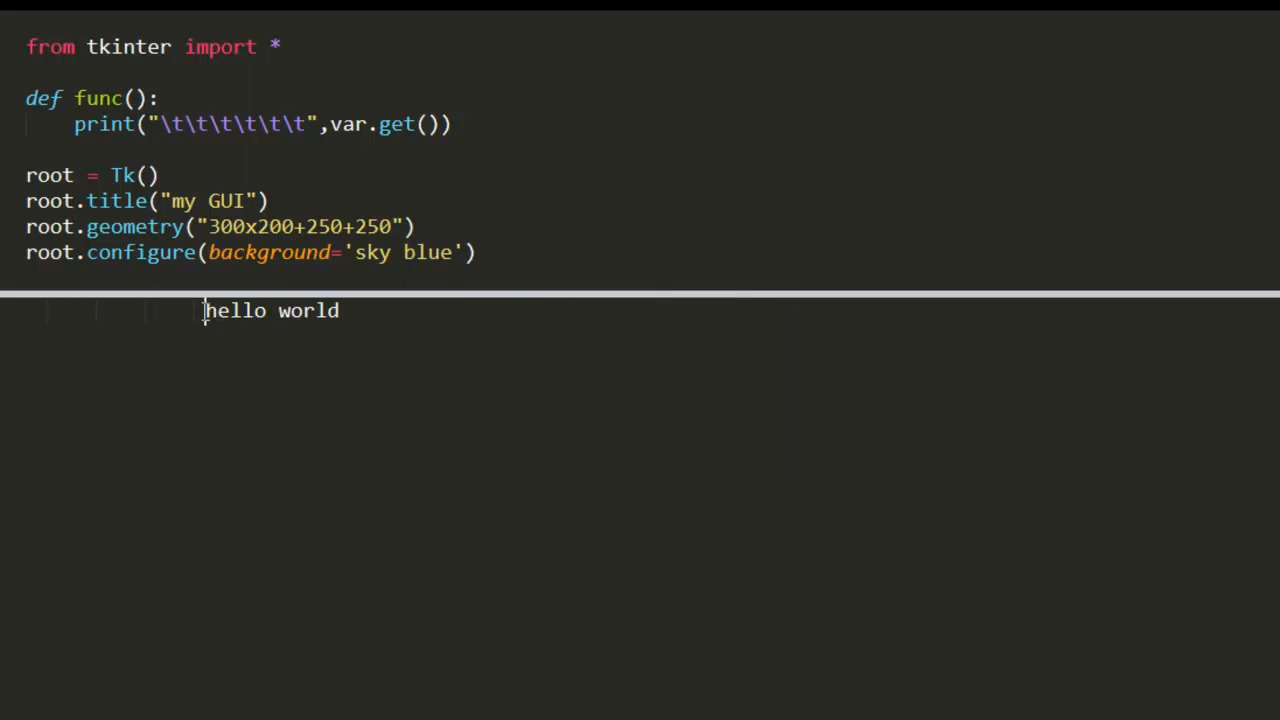 from tkinter import *
def func():
    print("\t\t\t\t\t\t",var.get())
root = Tk()
root.title("my GUI")
root.geometry("300x200+250+250")
root.configure(background='sky blue')
hello world